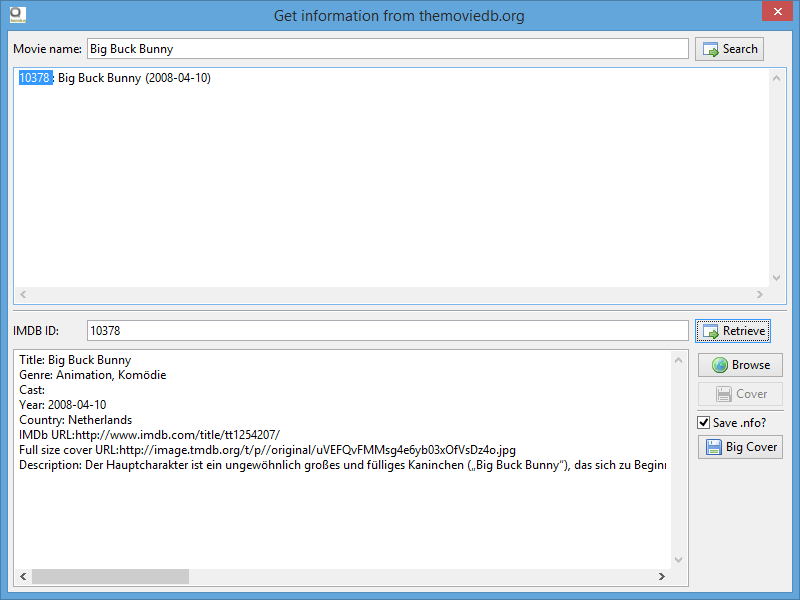 Get information from themoviedb.org
Movie name: Big Buck Bunny Search
10378: Big Buck Bunny (2008-04-10)
IMDB ID: 10378 Retrieve
Title: Big Buck Bunny
Genre: Animation, Komödie
Cast:
Year: 2008-04-10
Country: Netherlands
IMDb URL:http://www.imdb.com/title/tt1254207/
Full size cover URL:http://image.tmdb.org/t/p//original/uVEFQvFMMsg4e6yb03xOfVsDz4o.jpg
Description: Der Hauptcharakter ist ein ungewöhnlich großes und fülliges Kaninchen („Big Buck Bunny“), das sich zu Beginn
Browse
Cover
Save .nfo?
Big Cover